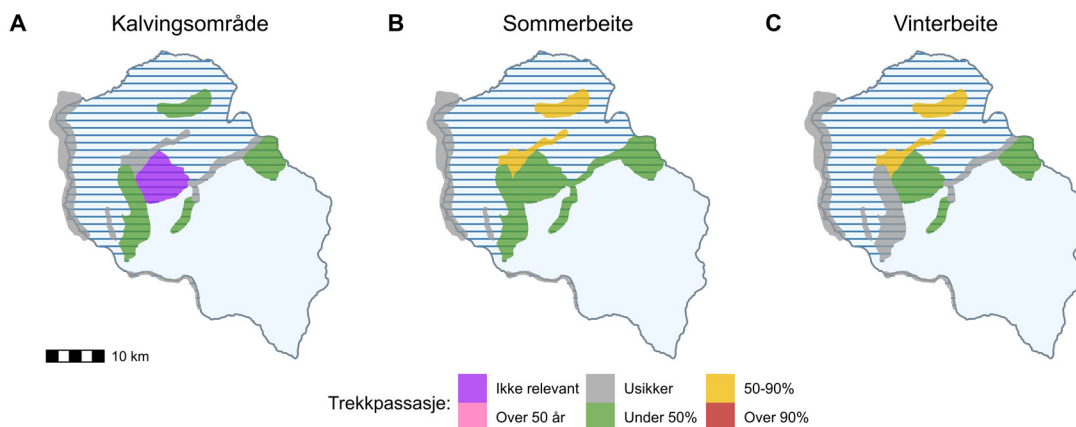 A Kalvingsområde B Sommerbeite C Vinterbeite
10 km
Trekkpassasje:
Ikke relevant Usikker 50-90%
Over 50 år Under 50% Over 90%